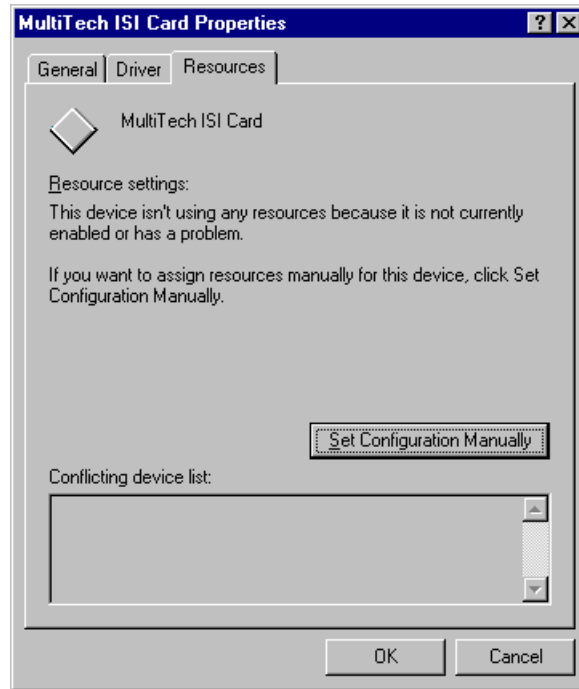 MultiTech ISI Card Properties
General Driver Resources
MultiTech ISI Card
Resource settings:
This device isn't using any resources because it is not currently
enabled or has a problem.
If you want to assign resources manually for this device, click Set
Configuration Manually.
Set Configuration Manually
Conflicting device list:
OK Cancel